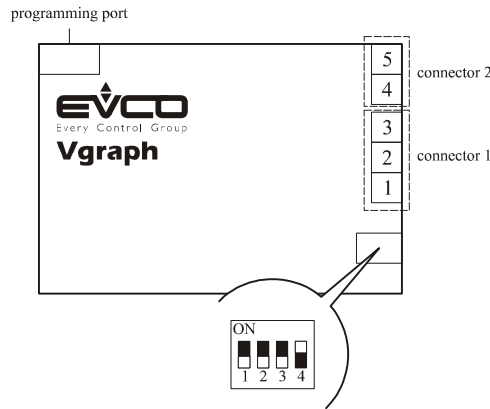 programming port
5
connector 2
4
EVCO
Every Control Group
3
Vgraph
2
connector 1
1
ON
1 2 3 4